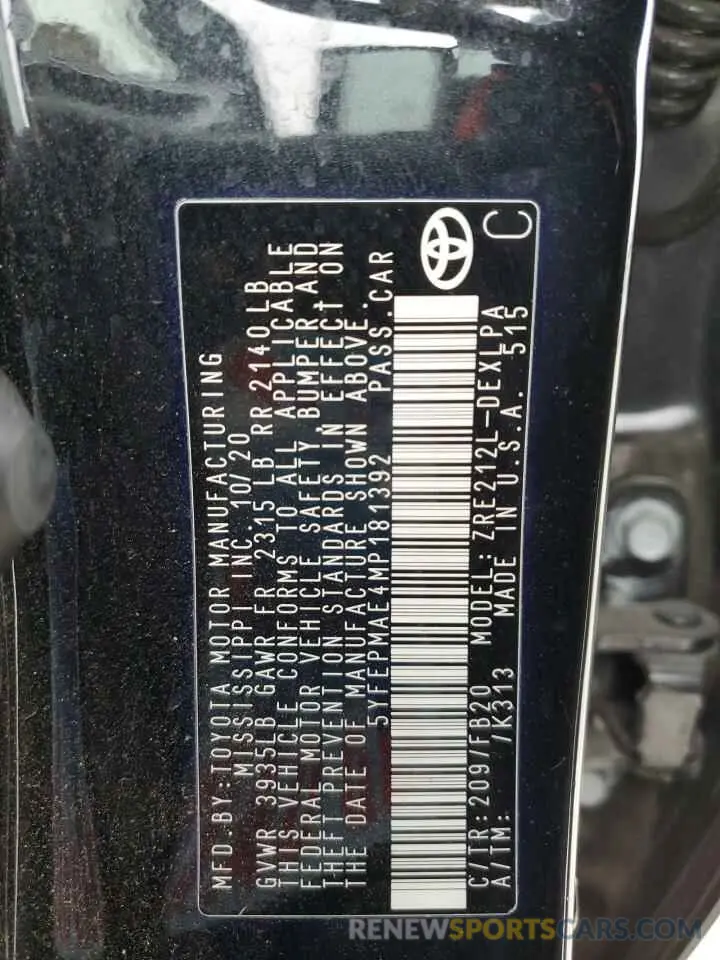 MFD.BY:TOYOTA MOTOR MANUFACTURING
MISSISSIPPI INC. 10/20
GVWR 3935LB GAWR FR 2315 LB RR 2140LB
THIS VEHICLE CONFORMS TO ALL APPLICABLE
FEDERAL MOTOR VEHICLE SAFETY, BUMPER, AND
THEFT PREVENTION STANDARDS IN EFFECT ON
THE DATE OF MANUFACTURE SHOWN ABOVE.
5YFEPMAE4MP181392 PASS.CAR
C/TR:209/FB20 MODEL:ZRE212L-DEXLPA
A/TM: /K313 MADE IN U.S.A. 515
C
RENEWSPORTSCARS.COM